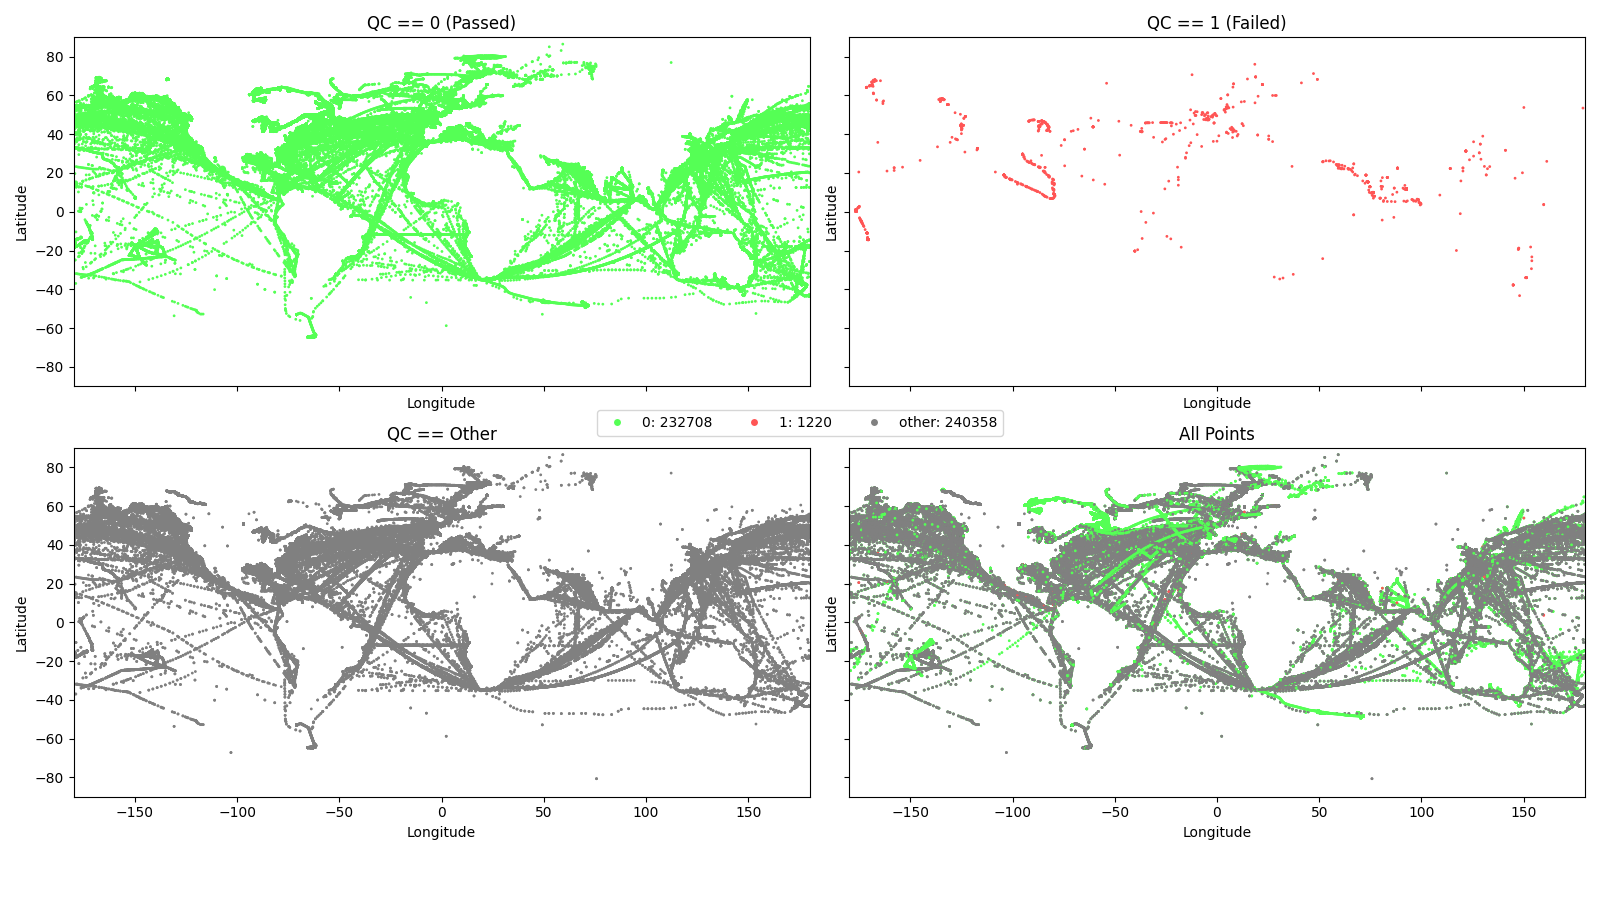 QC == 0 (Passed)
QC == 1 (Failed)
80
60
40
20
0
−20
−40
−60
−80
Latitude
Latitude
Longitude
Longitude
0: 232708
1: 1220
other: 240358
QC == Other
All Points
80
60
40
20
0
−20
−40
−60
−80
Latitude
Latitude
−150
−100
−50
0
50
100
150
−150
−100
−50
0
50
100
150
Longitude
Longitude